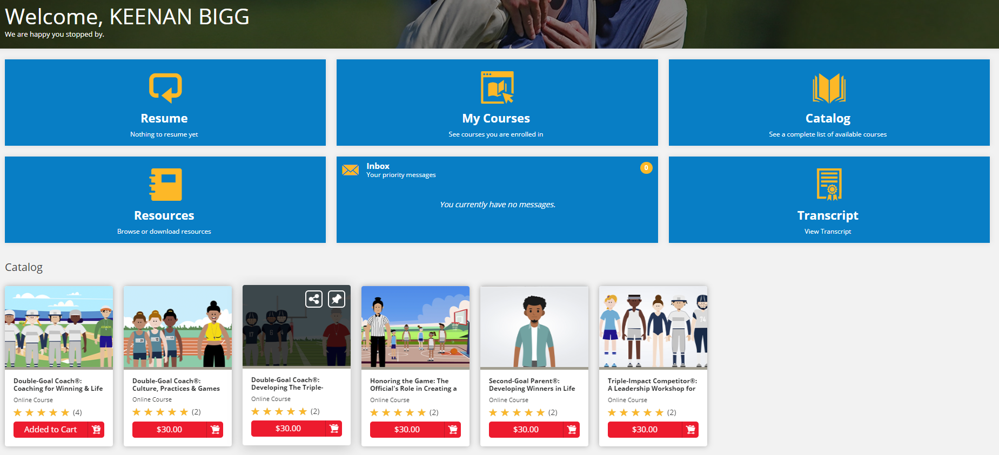 Welcome, KEENAN BIGG
We are happy you stopped by.
Resume
Nothing to resume yet
My Courses
See courses you are enrolled in
Catalog
See a complete list of available courses
Resources
Browse or download resources
Inbox
Your priority messages
0
You currently have no messages.
Transcript
View Transcript
Catalog
COACH
Double-Goal Coach®:
Coaching for Winning & Life
Online Course
(4)
Added to Cart
21
12
11
Double-Goal Coach®:
Culture, Practices & Games
Online Course
(2)
$30.00
17
Double-Goal Coach®:
Developing The Triple-
Online Course
(2)
$30.00
Honoring the Game: The
Official's Role in Creating a
Online Course
(2)
$30.00
Second-Goal Parent®:
Developing Winners in Life
Online Course
(2)
$30.00
74
Triple-Impact Competitor®:
A Leadership Workshop for
Online Course
(2)
$30.00